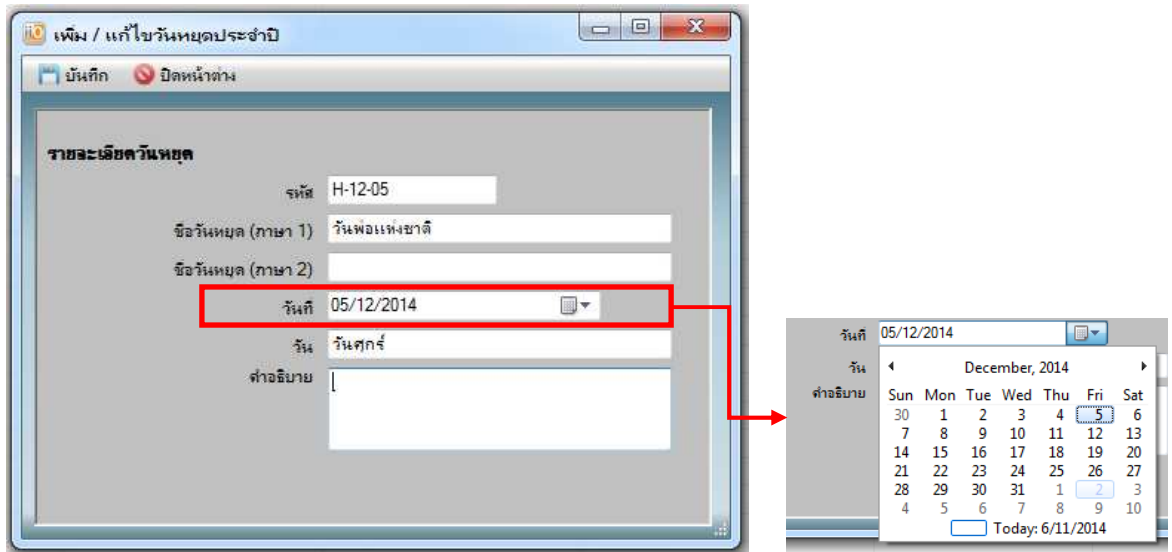 เพิ่ม / แก้ไขวันหยุดประจำปี
บันทึก ปิดหน้าต่าง
รายละเอียดวันหยุด
รหัส H-12-05
ชื่อวันหยุด (ภาษา 1) วันพ่อแห่งชาติ
ชื่อวันหยุด (ภาษา 2)
วันที่ 05/12/2014
วัน วันศุกร์
คำอธิบาย
วันที่ 05/12/2014
วัน
คำอธิบาย
December, 2014
Sun Mon Tue Wed Thu Fri Sat
30 1 2 3 4 5 6
7 8 9 10 11 12 13
14 15 16 17 18 19 20
21 22 23 24 25 26 27
28 29 30 31 1 2 3
4 5 6 7 8 9 10
Today: 6/11/2014